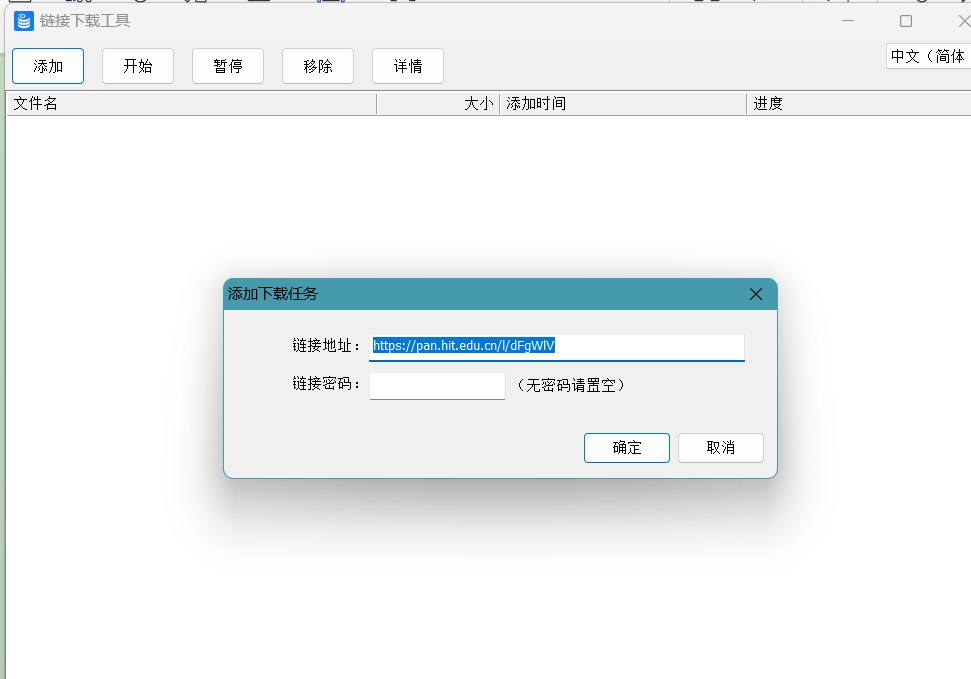 链接下载工具
添加 开始 暂停 移除 详情 中文（简体
文件名 大小 添加时间 进度
添加下载任务
链接地址： https://pan.hit.edu.cn/l/dFgWlV
链接密码： （无密码请置空）
确定 取消